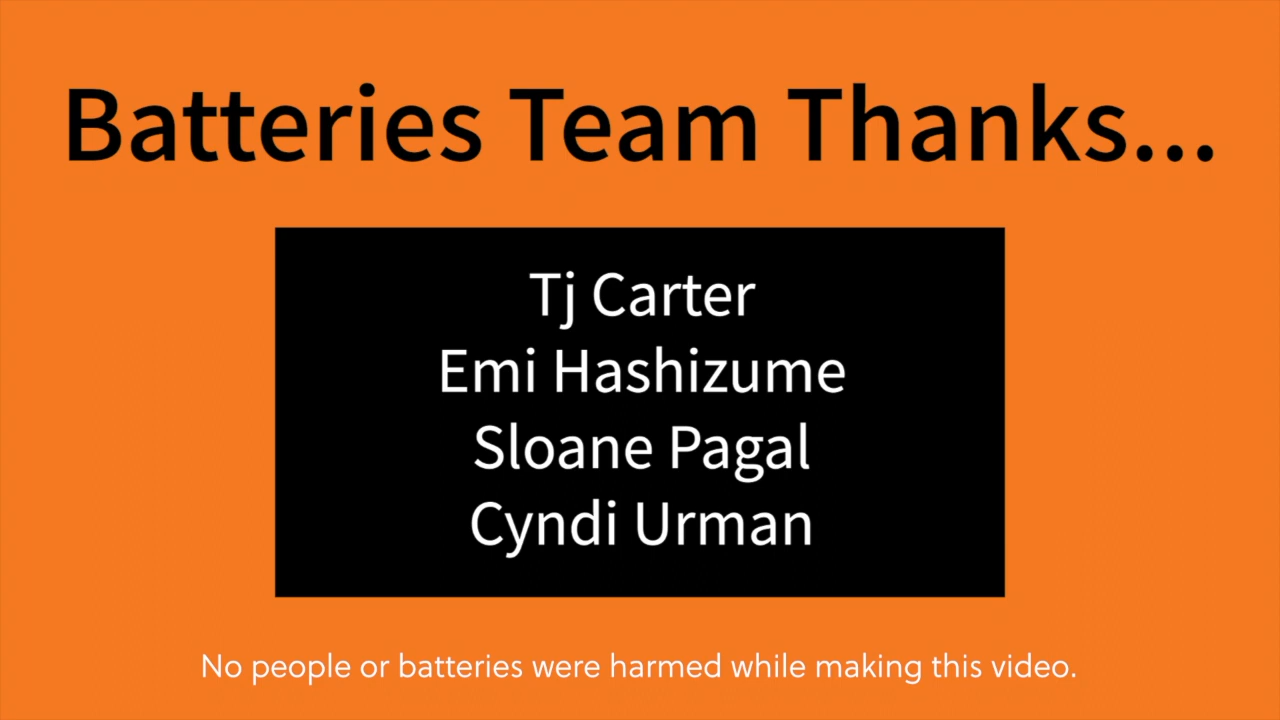 Batteries Team Thanks...
Tj Carter
Emi Hashizume
Sloane Pagal
Cyndi Urman
No people or batteries were harmed while making this video.